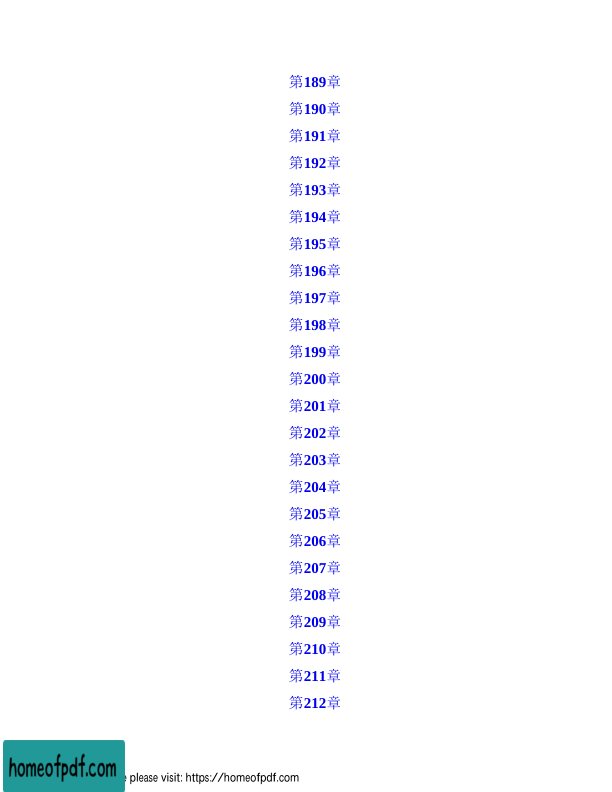 第189章
第190章
第191章
第192章
第193章
第194章
第195章
第196章
第197章
第198章
第199章
第200章
第201章
第202章
第203章
第204章
第205章
第206章
第207章
第208章
第209章
第210章
第211章
第212章
homeofpdf.com
please visit: https://homeofpdf.com